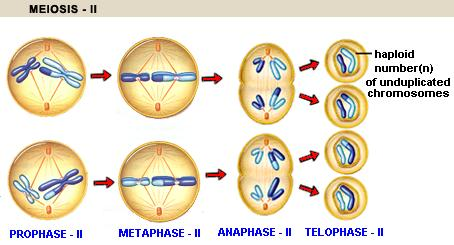 MEIOSIS - II
haploid
number(n)
of unduplicated
chromosomes
PROPHASE - II
METAPHASE - II
ANAPHASE - II
TELOPHASE - II